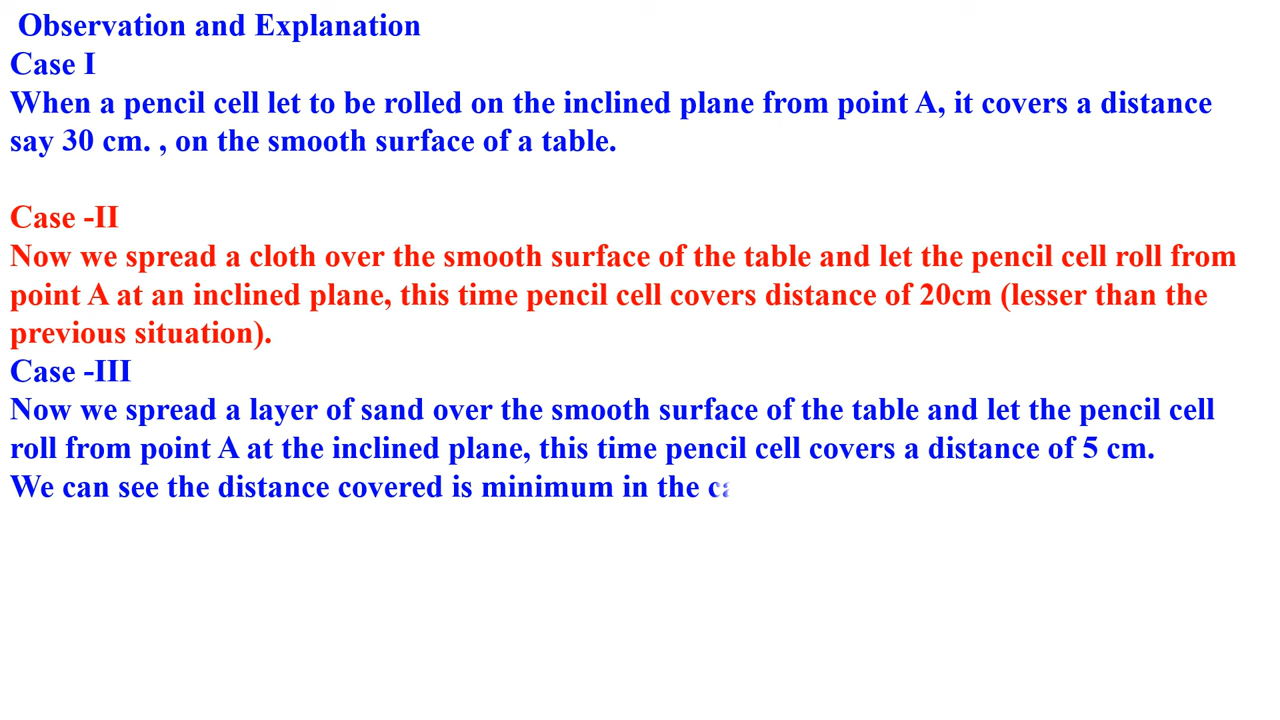 Observation and Explanation
Case I
When a pencil cell let to be rolled on the inclined plane from point A, it covers a distance
say 30 cm. , on the smooth surface of a table.
Case -II
Now we spread a cloth over the smooth surface of the table and let the pencil cell roll from
point A at an inclined plane, this time pencil cell covers distance of 20cm (lesser than the
previous situation).
Case -III
Now we spread a layer of sand over the smooth surface of the table and let the pencil cell
roll from point A at the inclined plane, this time pencil cell covers a distance of 5 cm.
We can see the distance covered is minimum in the